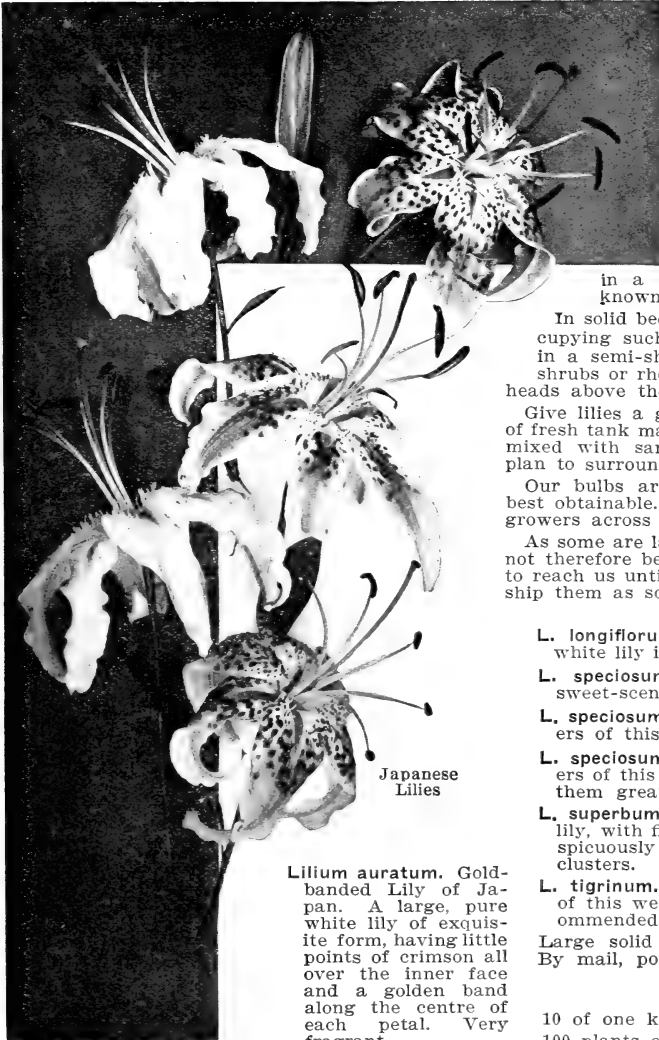 Japanese
Lilies
Lilium auratum. Gold-
banded Lily of Ja-
pan. A large, pure
white lily of exquis-
ite form, having little
points of crimson all
over the inner face
and a golden band
along the centre of
each petal. Very
fragrant.
in a
known
In solid be
cupying such
in a semi-sh
shrubs or rho
heads above the
Give lilies a g
of fresh tank ma
mixed with san
plan to surroun
Our bulbs ar
best obtainable.
growers across
As some are la
not therefore be
to reach us until
ship them as so
L. longifloru
white lily i
L. speciosum
sweet-scen
L. speciosum
ers of this
L. speciosum
ers of this
them grea
L. superbum
lily, with fl
spicuously
clusters.
L. tigrinum.
of this we
ommended
Large solid
By mail, po
10 of one k
100 plants